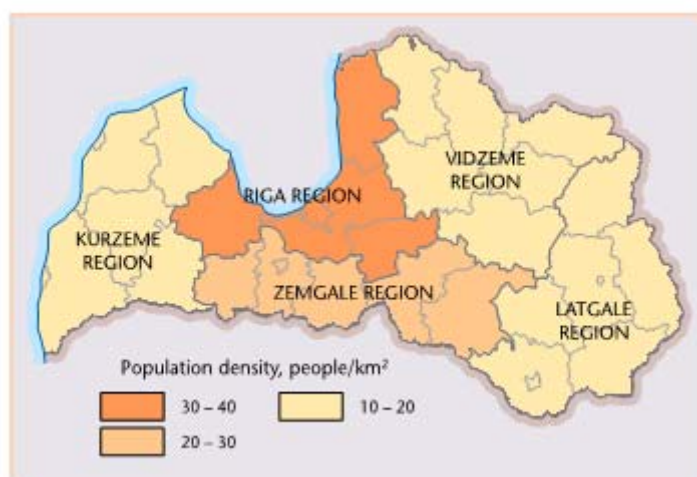 RIGA REGION
VIDZEME
REGION
KURZEME
REGION
ZEMGALE REGION
LATGALE
REGION
Population density, people/km²
30 – 40
10 – 20
20 – 30